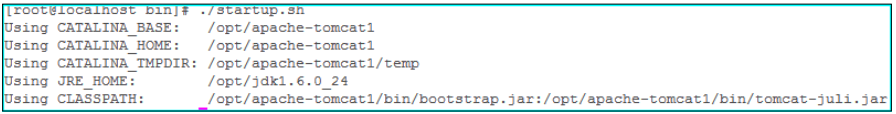 [root@localhost bin]# ./startup.sh
Using CATALINA_BASE: /opt/apache-tomcat1
Using CATALINA_HOME: /opt/apache-tomcat1
Using CATALINA_TMPDIR: /opt/apache-tomcat1/temp
Using JRE_HOME: /opt/jdk1.6.0_24
Using CLASSPATH: /opt/apache-tomcat1/bin/bootstrap.jar:/opt/apache-tomcat1/bin/tomcat-juli.jar